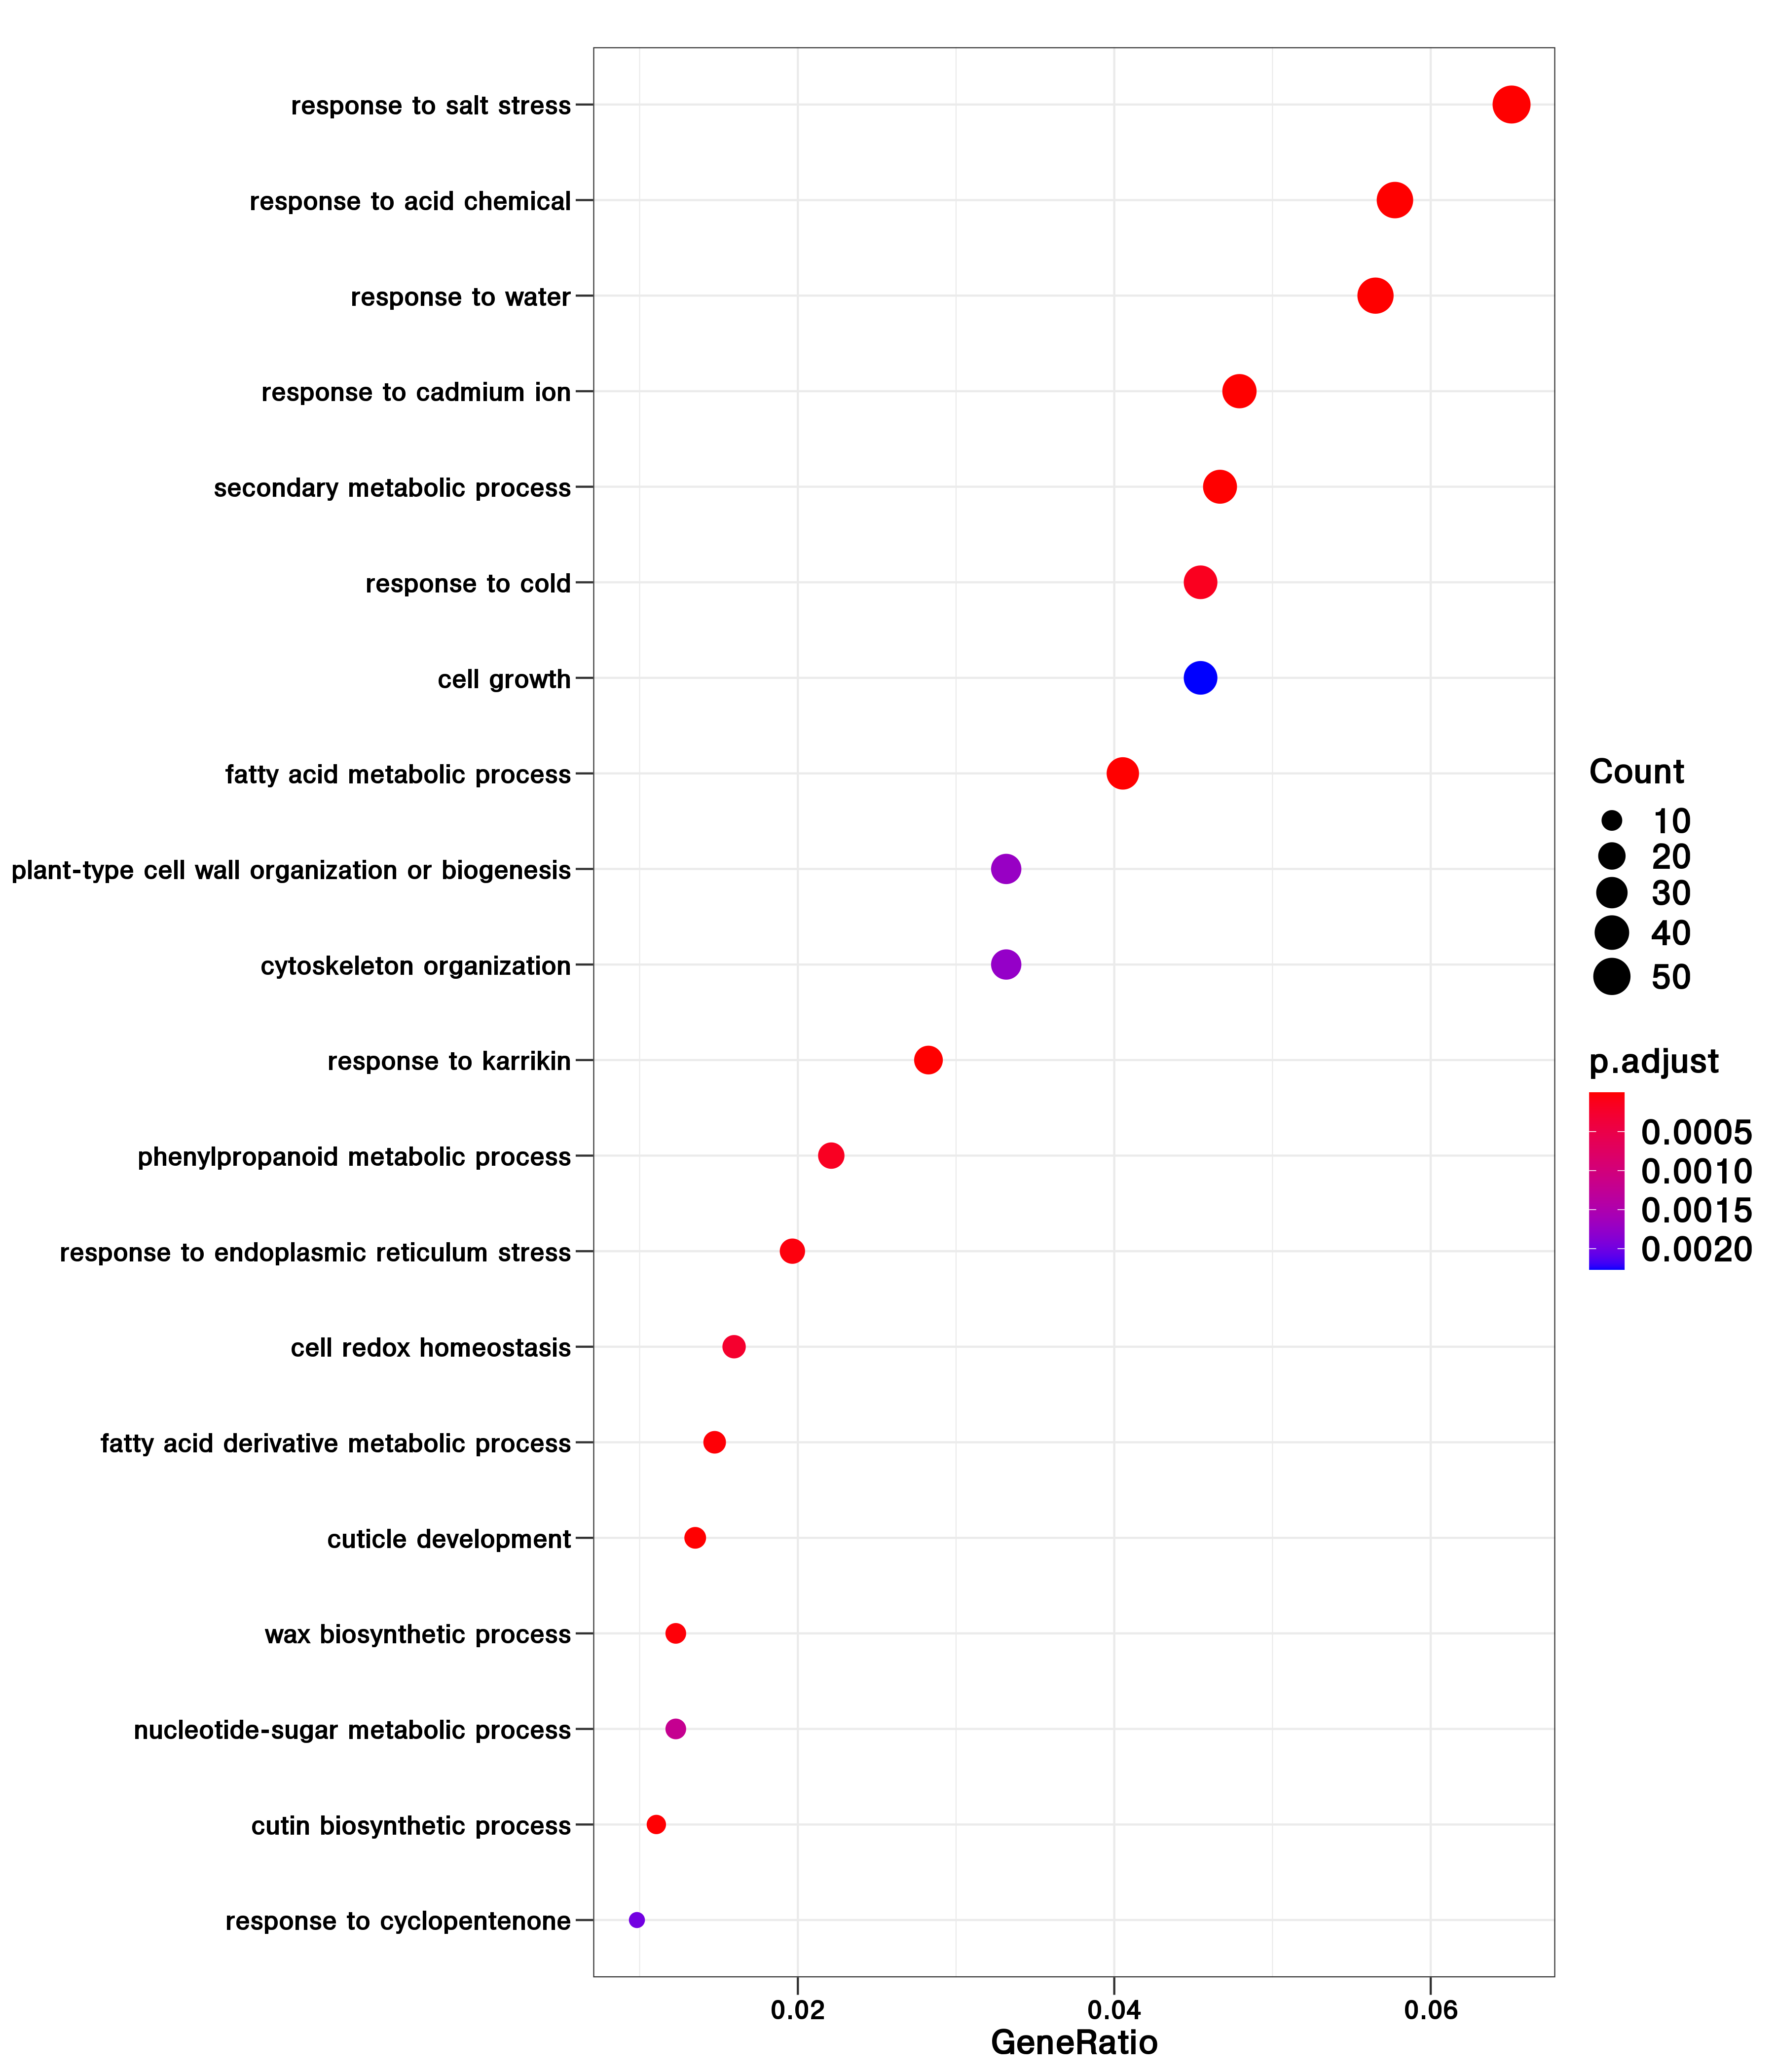 response to salt stress
response to acid chemical
response to water
response to cadmium ion
secondary metabolic process
response to cold
cell growth
fatty acid metabolic process
plant-type cell wall organization or biogenesis
cytoskeleton organization
response to karrikin
phenylpropanoid metabolic process
response to endoplasmic reticulum stress
cell redox homeostasis
fatty acid derivative metabolic process
cuticle development
wax biosynthetic process
nucleotide-sugar metabolic process
cutin biosynthetic process
response to cyclopentenone
0.02 0.04 0.06
GeneRatio
Count
10
20
30
40
50
p.adjust
0.0005
0.0010
0.0015
0.0020